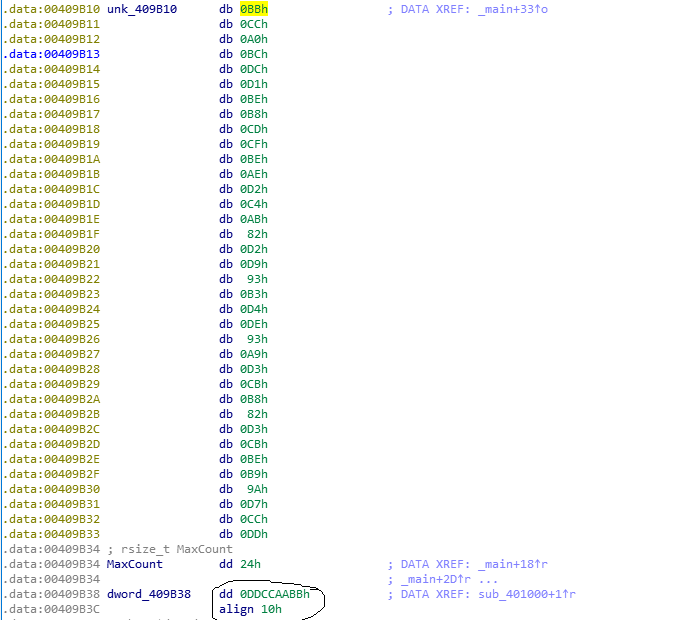 .data:00409B10 unk_409B10 db 0BBh ; DATA XREF: _main+33↑o
.data:00409B11 db 0CCh
.data:00409B12 db 0A0h
.data:00409B13 db 0BCh
.data:00409B14 db 0DCh
.data:00409B15 db 0D1h
.data:00409B16 db 0BEh
.data:00409B17 db 0B8h
.data:00409B18 db 0CDh
.data:00409B19 db 0CFh
.data:00409B1A db 0BEh
.data:00409B1B db 0AEh
.data:00409B1C db 0D2h
.data:00409B1D db 0C4h
.data:00409B1E db 0ABh
.data:00409B1F db 82h
.data:00409B20 db 0D2h
.data:00409B21 db 0D9h
.data:00409B22 db 93h
.data:00409B23 db 0B3h
.data:00409B24 db 0D4h
.data:00409B25 db 0DEh
.data:00409B26 db 93h
.data:00409B27 db 0A9h
.data:00409B28 db 0D3h
.data:00409B29 db 0CBh
.data:00409B2A db 0B8h
.data:00409B2B db 82h
.data:00409B2C db 0D3h
.data:00409B2D db 0CBh
.data:00409B2E db 0BEh
.data:00409B2F db 0B9h
.data:00409B30 db 9Ah
.data:00409B31 db 0D7h
.data:00409B32 db 0CCh
.data:00409B33 db 0DDh
.data:00409B34 ; rsize_t MaxCount
.data:00409B34 MaxCount dd 24h ; DATA XREF: _main+18↑r
.data:00409B34 ; _main+2D↑r ...
.data:00409B38 dword_409B38 dd 0DDCCAABBh ; DATA XREF: sub_401000+1↑r
.data:00409B3C align 10h